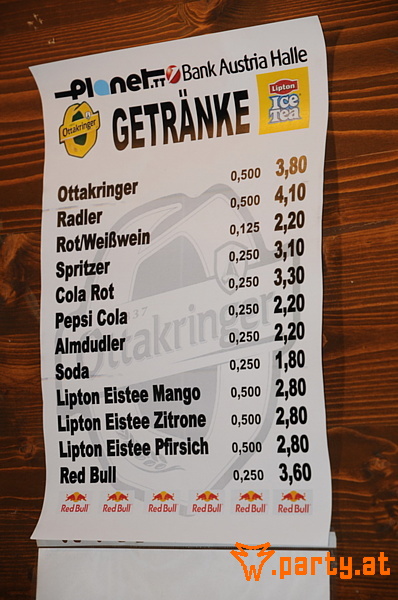 planet.tt Bank Austria Halle
Ottakringer GETRÄNKE Lipton ICE TEA
Ottakringer 0,500 3,80
Radler 0,500 4,10
Rot/Weißwein 0,125 2,20
Spritzer 0,250 3,10
Cola Rot 0,250 3,30
Pepsi Cola 0,250 2,20
Almdudler 0,250 2,20
Soda 0,250 1,80
Lipton Eistee Mango 0,500 2,80
Lipton Eistee Zitrone 0,500 2,80
Lipton Eistee Pfirsich 0,500 2,80
Red Bull 0,250 3,60
37
Ottakringer
Red Bull Red Bull Red Bull Red Bull Red Bull Red Bull
w.party.at